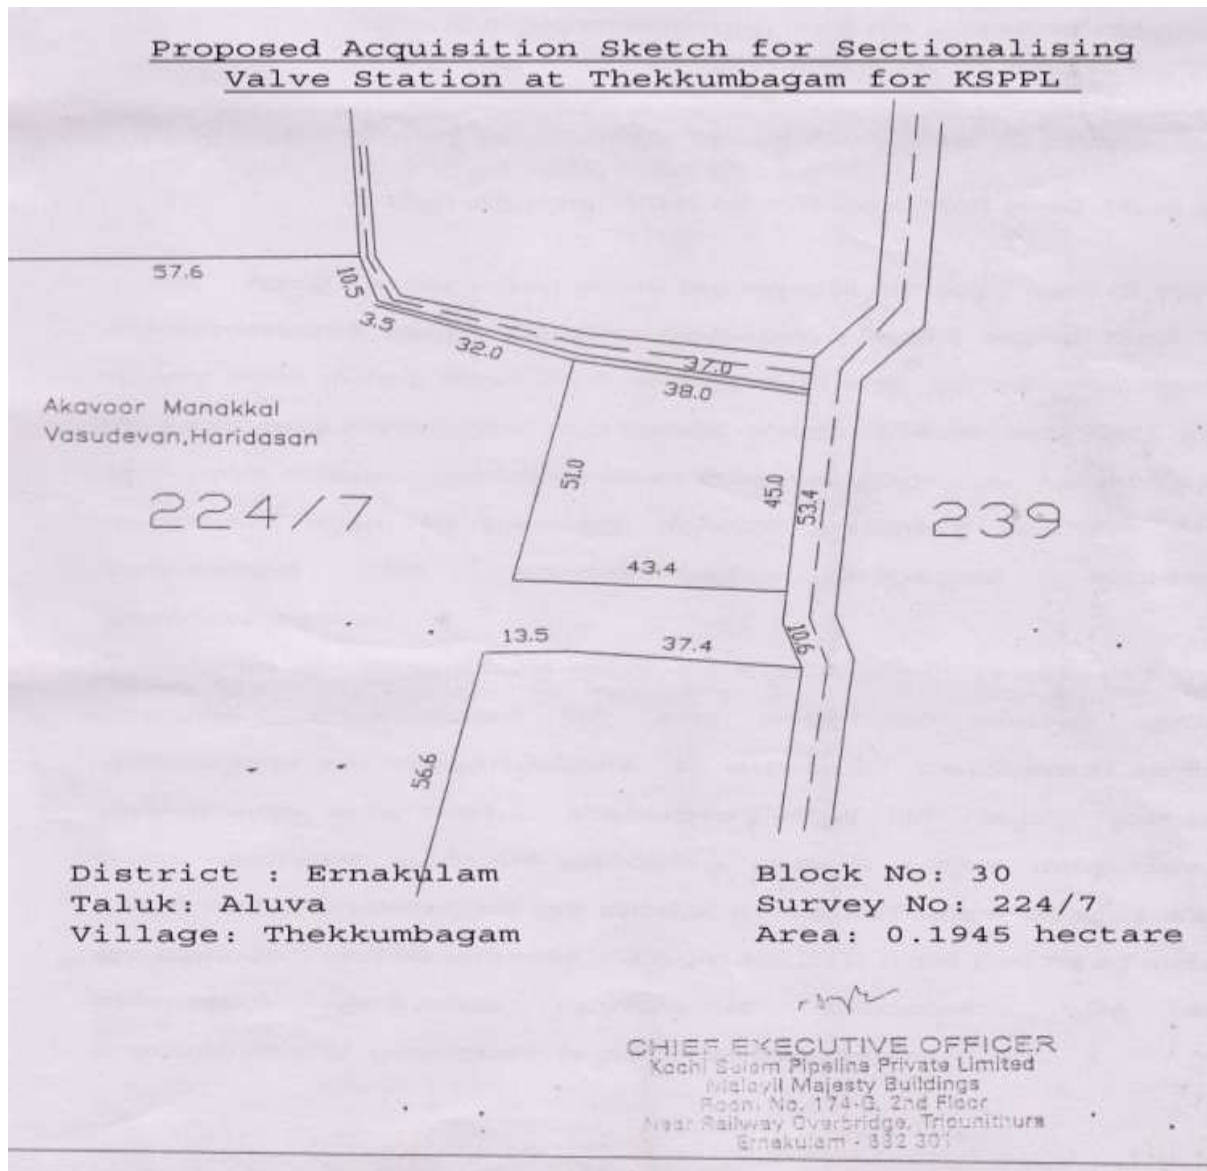 Proposed Acquisition Sketch for Sectionalising
Valve Station at Thekkumbagam for KSPPL
57.6
10.5
3.5
32.0
37.0
38.0
Akavoor Manakkal
Vasudevan,Haridasan
224/7
51.0
45.0
53.4
239
43.4
13.5
37.4
10.6
56.6
District : Ernakulam
Taluk: Aluva
Village: Thekkumbagam
Block No: 30
Survey No: 224/7
Area: 0.1945 hectare
CHIEF EXECUTIVE OFFICER
Kochi Salem Pipeline Private Limited
Majesty Buildings
Room No. 174-G, 2nd Floor
Near Railway Overbridge, Tripunithura
Ernakulam - 682 301